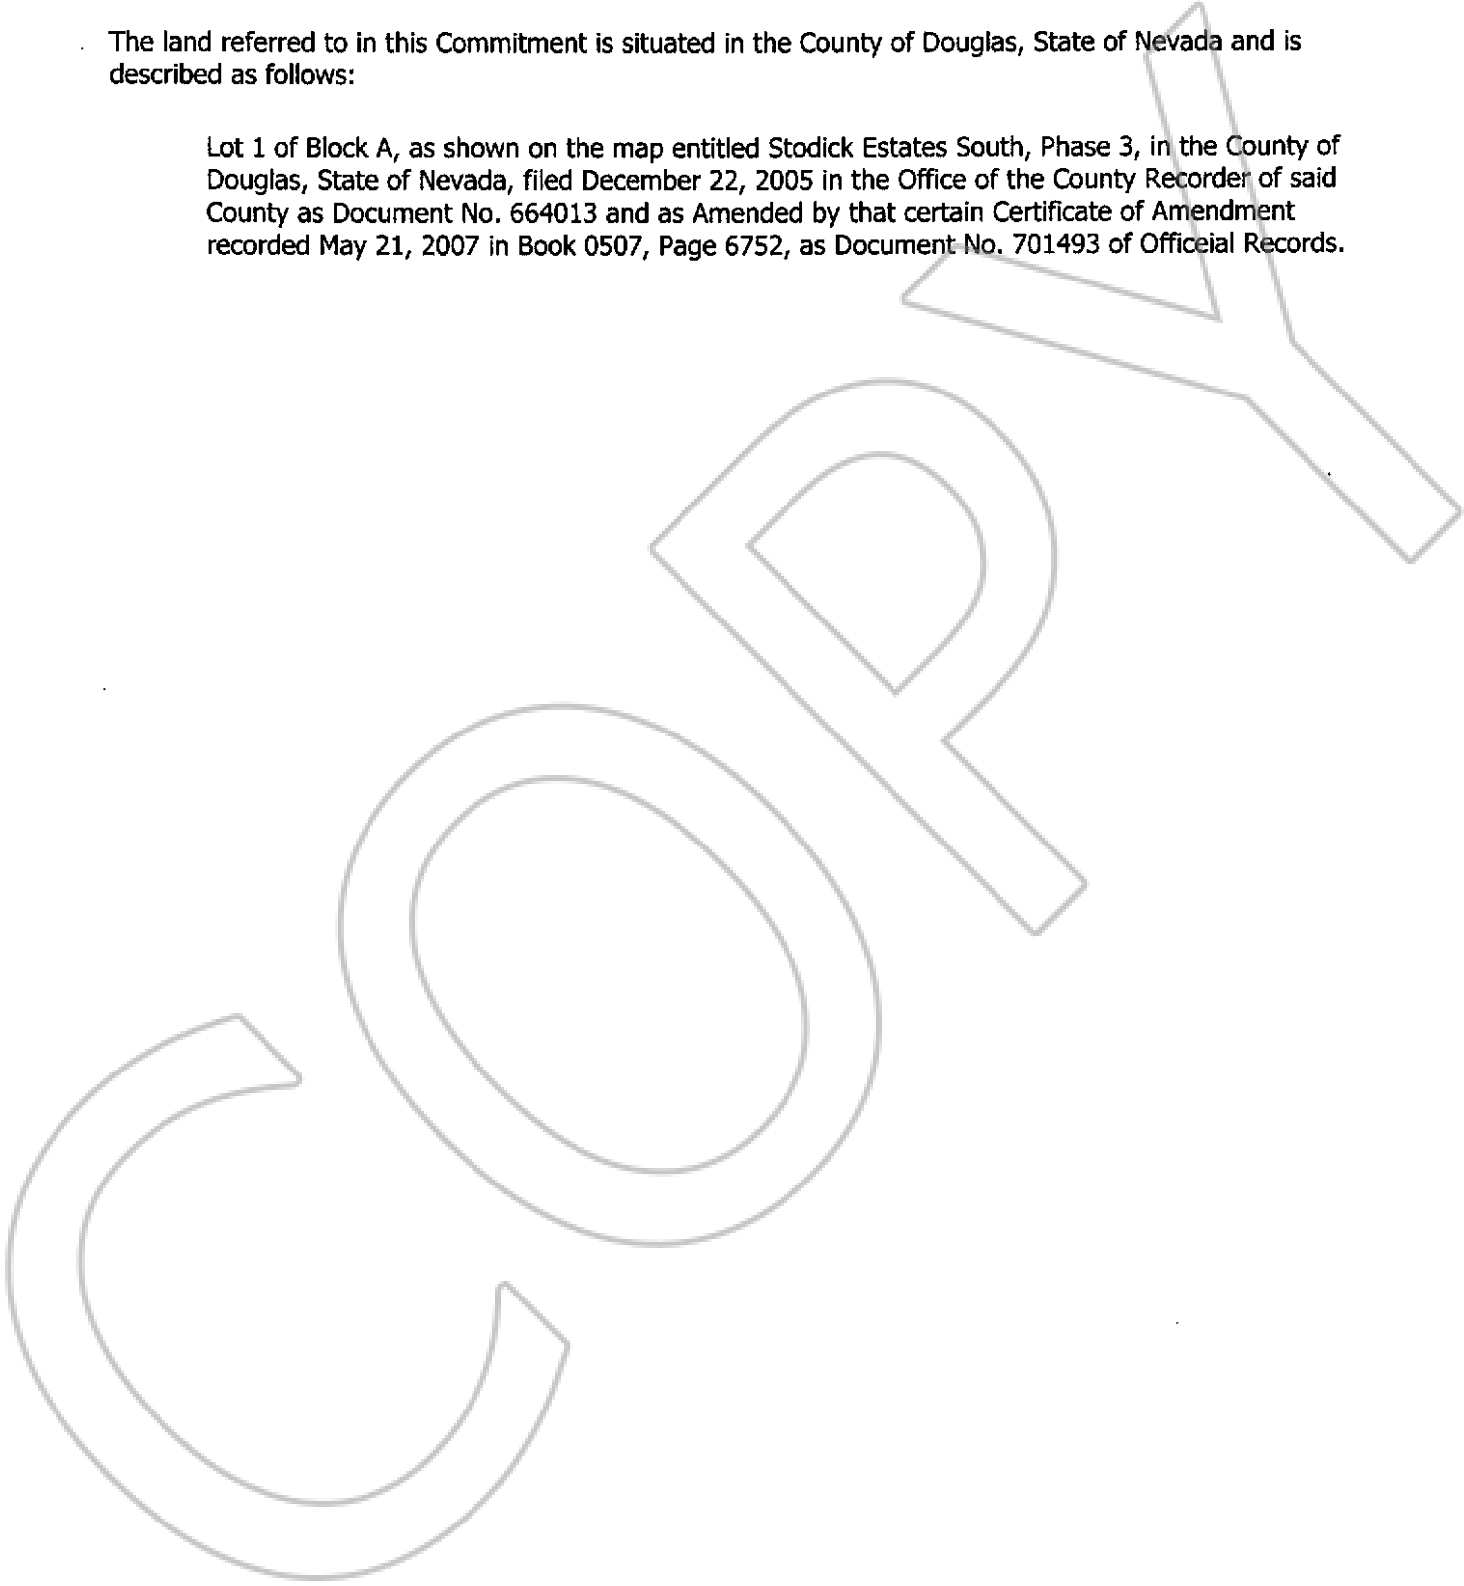 The land referred to in this Commitment is situated in the County of Douglas, State of Nevada and is
described as follows:
Lot 1 of Block A, as shown on the map entitled Stodick Estates South, Phase 3, in the County of
Douglas, State of Nevada, filed December 22, 2005 in the Office of the County Recorder of said
County as Document No. 664013 and as Amended by that certain Certificate of Amendment
recorded May 21, 2007 in Book 0507, Page 6752, as Document No. 701493 of Officeial Records.
COPY